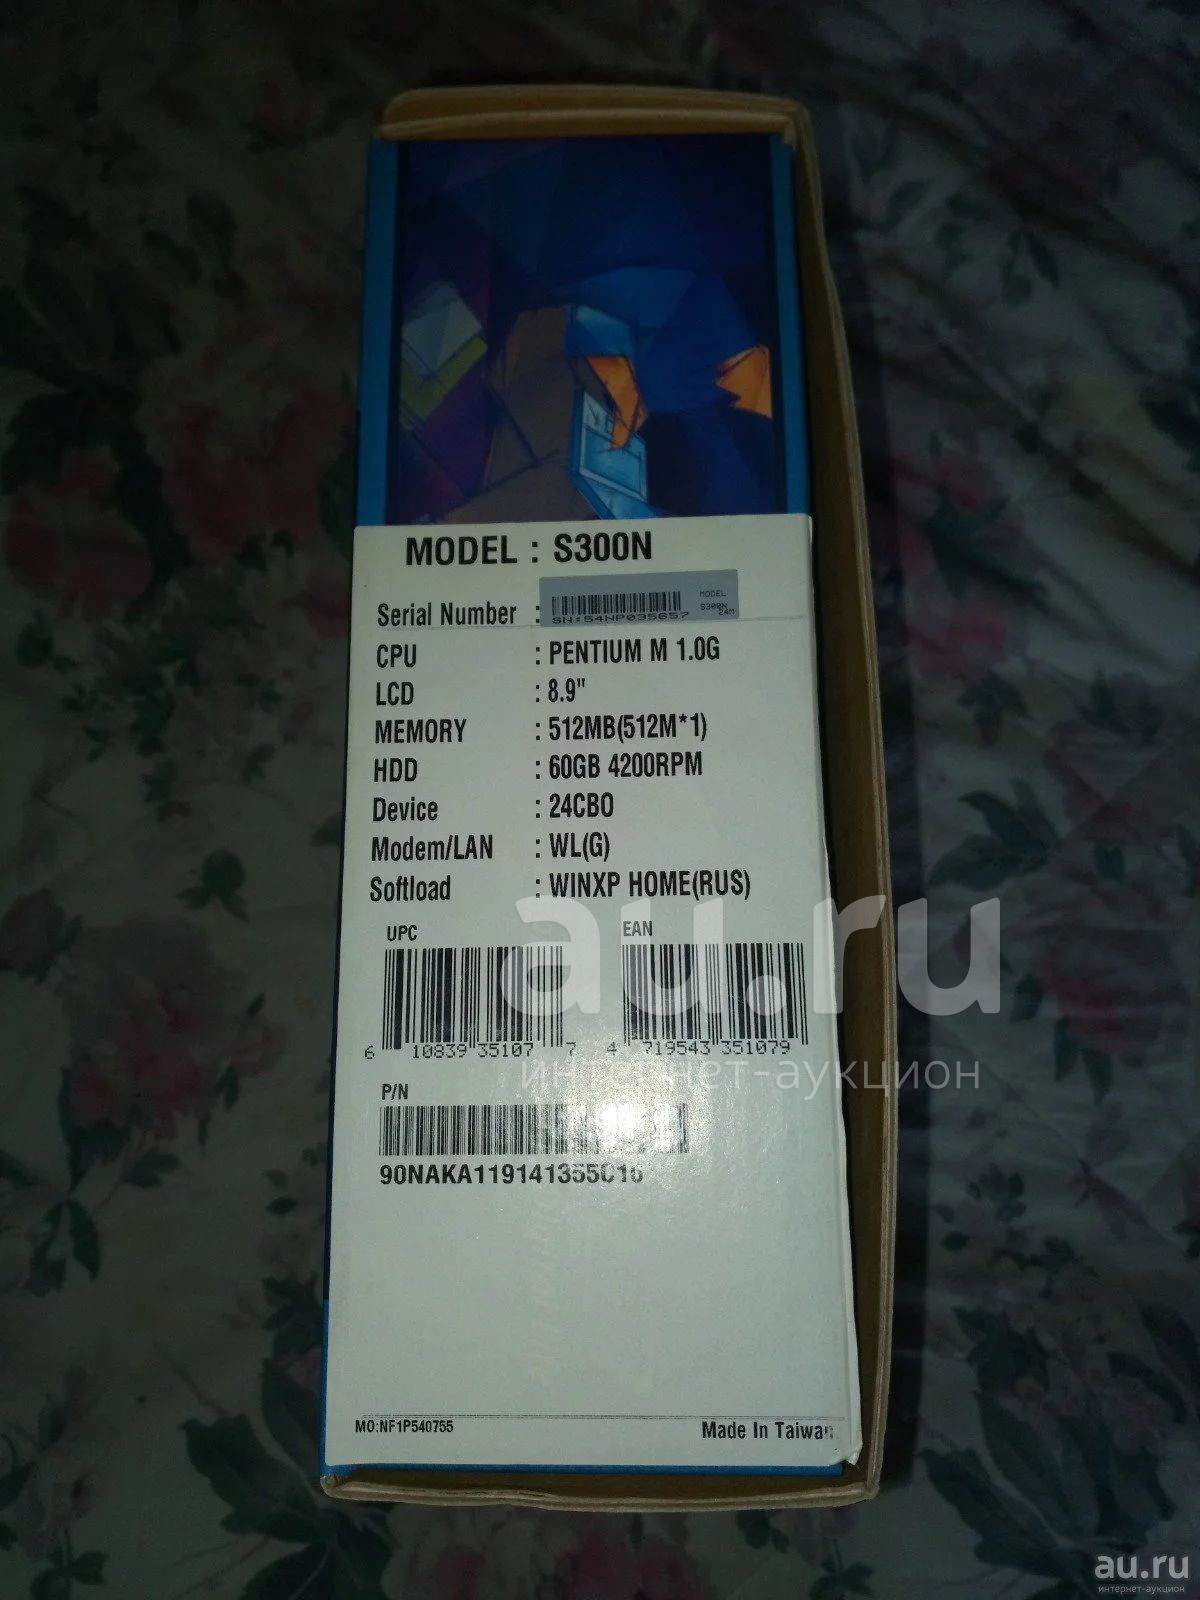 MODEL : S300N
Serial Number :
SN:54NP035657
MODEL
S300N
24M
CPU : PENTIUM M 1.0G
LCD : 8.9"
MEMORY : 512MB(512M*1)
HDD : 60GB 4200RPM
Device : 24CBO
Modem/LAN : WL(G)
Softload : WINXP HOME(RUS)
UPC
6 10839 35107 7
EAN
4 719543 351079
P/N
90NAKA119141355C16
MO:NF1P540755
Made In Taiwan
au.ru
интернет-аукцион
au.ru
интернет-аукцион